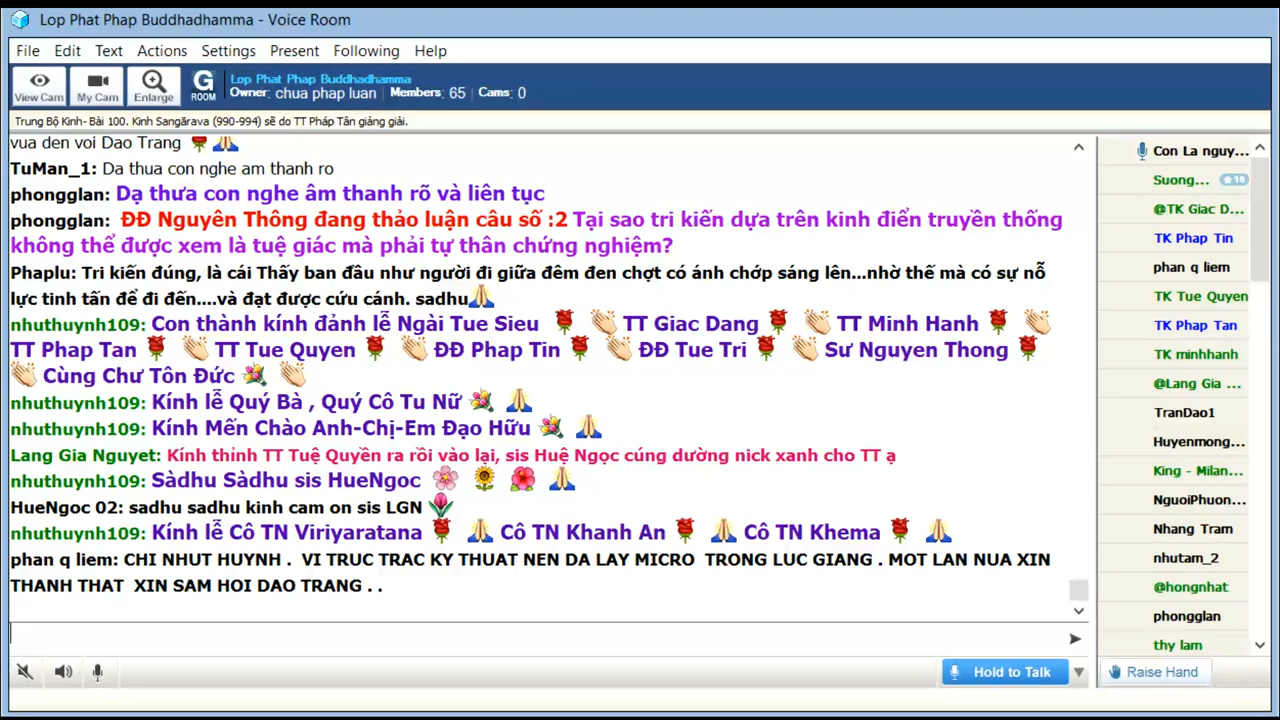 Lop Phat Phap Buddhadhamma - Voice Room
File Edit Text Actions Settings Present Following Help
View Cam My Cam Enlarge G ROOM
Lop Phat Phap Buddhadhamma
Owner: chua phap luan Members: 65 Cams: 0
Trung Bộ Kinh- Bài 100. Kinh Sangārava (990-994) sẽ do TT Pháp Tân giảng giải.
vua den voi Dao Trang 🌹🙏
TuMan_1: Da thua con nghe am thanh ro
phongglan: Dạ thưa con nghe âm thanh rõ và liên tục
phongglan: ĐĐ Nguyên Thông đang thảo luận câu số :2 Tại sao tri kiến dựa trên kinh điển truyền thống
không thể được xem là tuệ giác mà phải tự thân chứng nghiệm?
Phaplu: Tri kiến đúng, là cái Thấy ban đầu như người đi giữa đêm đen chợt có ánh chớp sáng lên...nhờ thế mà có sự nỗ
lực tinh tấn để đi đến....và đạt được cứu cánh. sadhu🙏
nhuthuynh109: Con thành kính đảnh lễ Ngài Tue Sieu 🌹 👏 TT Giac Dang 🌹 👏 TT Minh Hanh 🌹 👏
TT Phap Tan 🌹 👏 TT Tue Quyen 🌹 👏 ĐĐ Phap Tin 🌹 👏 ĐĐ Tue Tri 🌹 👏 Sư Nguyen Thong 🌹
👏 Cùng Chư Tôn Đức 💐 👏
nhuthuynh109: Kính lễ Quý Bà , Quý Cô Tu Nữ 💐 🙏
nhuthuynh109: Kính Mến Chào Anh-Chị-Em Đạo Hữu 💐 🙏
Lang Gia Nguyet: Kính thỉnh TT Tuệ Quyền ra rồi vào lại, sis Huệ Ngọc cúng dường nick xanh cho TT ạ
nhuthuynh109: Sàdhu Sàdhu sis HueNgoc 🌸 🌻 🌺 🙏
HueNgoc 02: sadhu sadhu kinh cam on sis LGN 🌷
nhuthuynh109: Kính lễ Cô TN Viriyaratana 🌹 🙏 Cô TN Khanh An 🌹 🙏 Cô TN Khema 🌹 🙏
phan q liem: CHI NHUT HUYNH . VI TRUC TRAC KY THUAT NEN DA LAY MICRO TRONG LUC GIANG . MOT LAN NUA XIN
THANH THAT XIN SAM HOI DAO TRANG . .
Hold to Talk
Con La nguy...
Suong... 10
@TK Giac D...
TK Phap Tin
phan q liem
TK Tue Quyen
TK Phap Tan
TK minhhanh
@Lang Gia ...
TranDao1
Huyenmong...
King - Milan...
NguoiPhuon...
Nhang Tram
nhutam_2
@hongnhat
phongglan
thy lam
Raise Hand